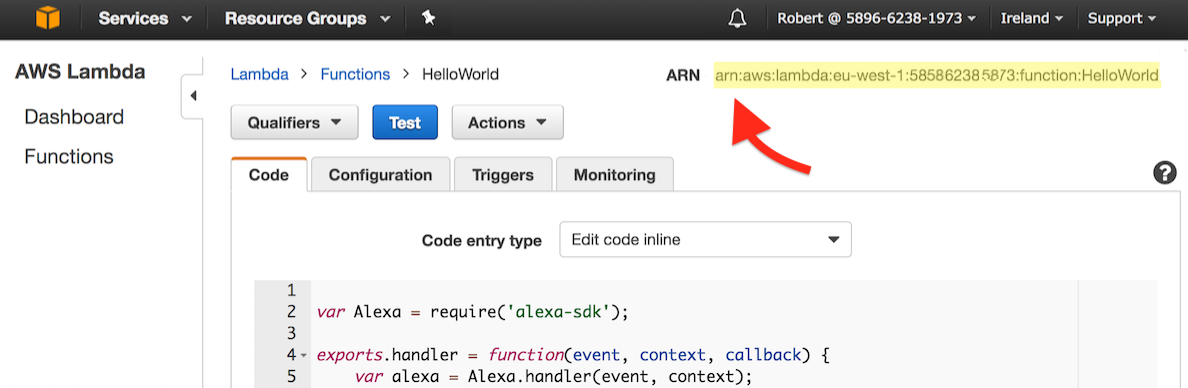 Services Resource Groups Robert @ 5896-6238-1973 Ireland Support
AWS Lambda
Lambda > Functions > HelloWorld
ARN arn:aws:lambda:eu-west-1:585862385873:function:HelloWorld
Dashboard
Functions
Qualifiers Test Actions
Code Configuration Triggers Monitoring
?
Code entry type Edit code inline
1
2 var Alexa = require('alexa-sdk');
3
4 exports.handler = function(event, context, callback) {
5 var alexa = Alexa.handler(event, context);